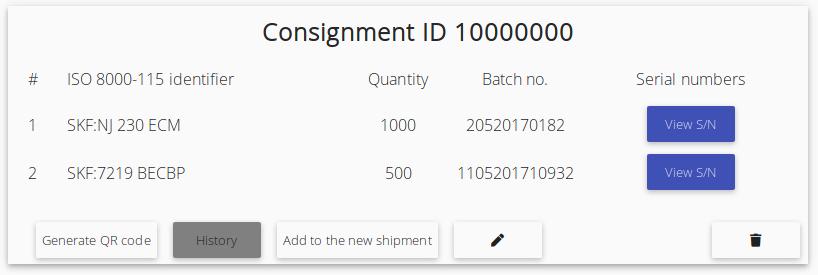 Consignment ID 10000000
# ISO 8000-115 identifier Quantity Batch no. Serial numbers
1 SKF:NJ 230 ECM 1000 20520170182 View S/N
2 SKF:7219 BECBP 500 1105201710932 View S/N
Generate QR code History Add to the new shipment